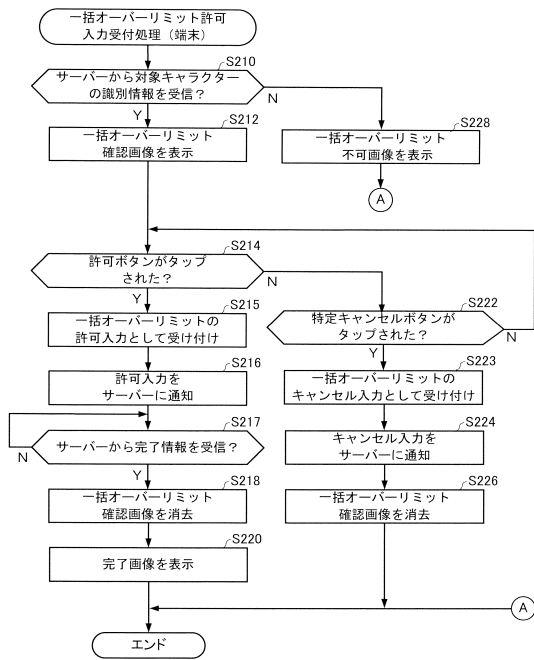 一括オーバーリミット許可
入力受付処理（端末）
S210
サーバーから対象キャラクター
の識別情報を受信？
N
Y
S212
一括オーバーリミット
確認画像を表示
S228
一括オーバーリミット
不可画像を表示
A
S214
許可ボタンがタップ
された？
N
Y
S215
一括オーバーリミットの
許可入力として受け付け
S222
特定キャンセルボタンが
タップされた？
N
Y
S216
許可入力を
サーバーに通知
S223
一括オーバーリミットの
キャンセル入力として受け付け
S217
サーバーから完了情報を受信？
N
Y
S224
キャンセル入力を
サーバーに通知
S218
一括オーバーリミット
確認画像を消去
S226
一括オーバーリミット
確認画像を消去
S220
完了画像を表示
A
エンド